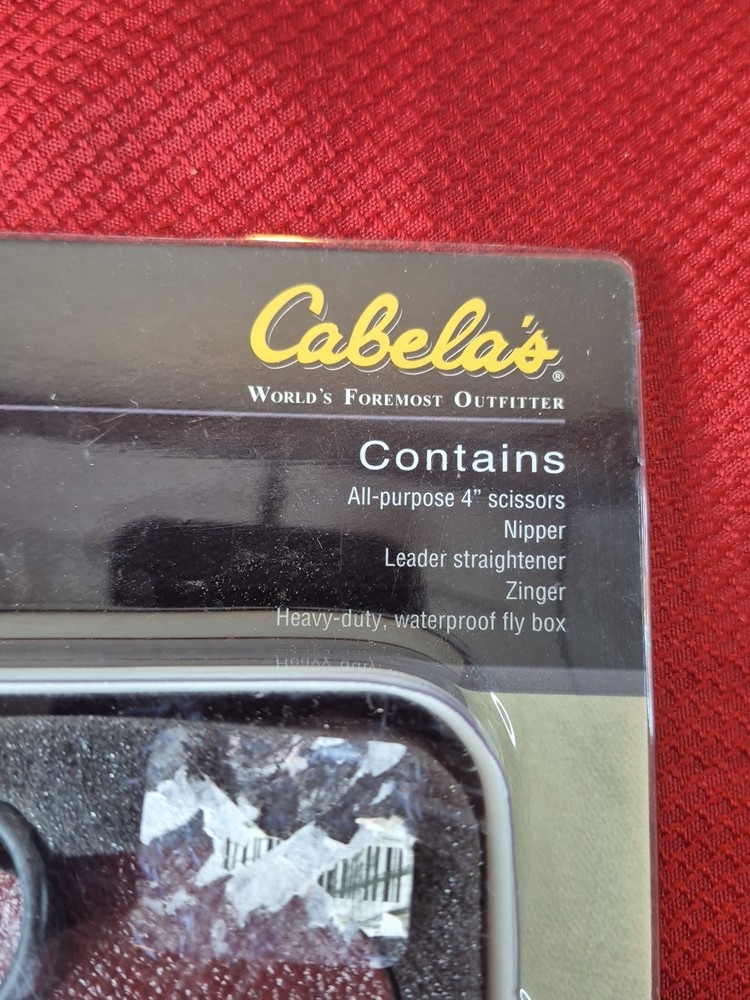 Cabela's®
WORLD'S FOREMOST OUTFITTER
Contains
All-purpose 4” scissors
Nipper
Leader straightener
Zinger
Heavy-duty, waterproof fly box